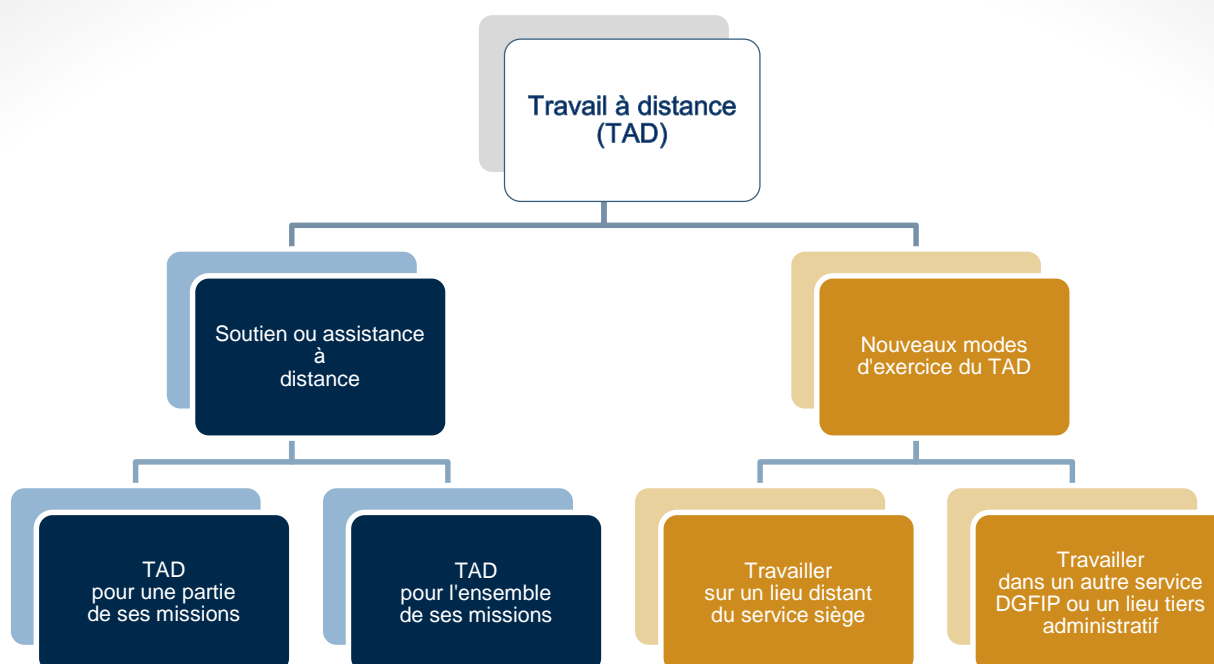 Travail à distance
(TAD)
Soutien ou assistance
à
distance
Nouveaux modes
d'exercice du TAD
TAD
pour une partie
de ses missions
TAD
pour l'ensemble
de ses missions
Travailler
sur un lieu distant
du service siège
Travailler
dans un autre service
DGFIP ou un lieu tiers
administratif